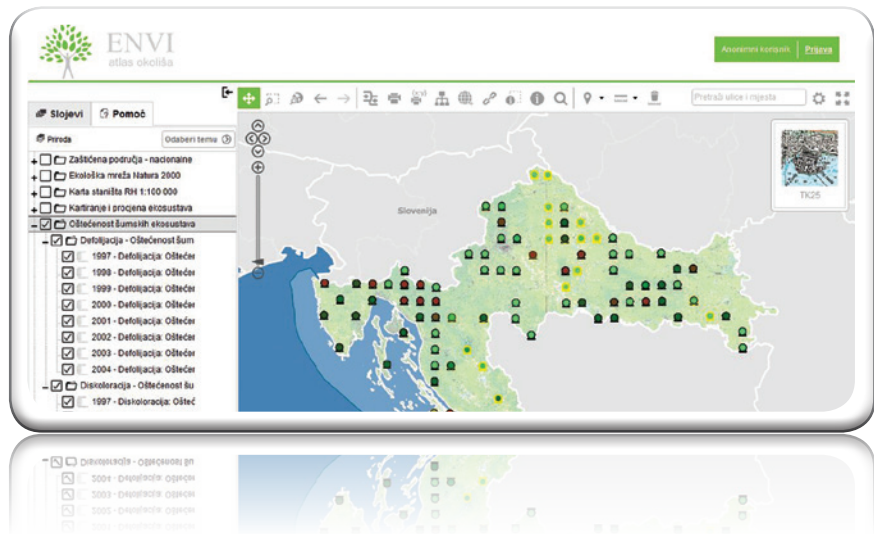 ENVI
atlas okoliša
Anonimni korisnik Prijava
Slojevi Pomoć
Pretraži ulice i mjesta
Priroda Odaberi temu
Zaštićena područja - nacionalne
Ekološka mreža Natura 2000
Karta staništa RH 1:100 000
Kartiranje i procjena ekosustava
Oštećenost šumskih ekosustava
Defolijacija - Oštećenost šum
1997 - Defolijacija: Oštećer
1998 - Defolijacija: Oštećer
1999 - Defolijacija: Oštećer
2000 - Defolijacija: Oštećer
2001 - Defolijacija: Oštećer
2002 - Defolijacija: Oštećer
2003 - Defolijacija: Oštećer
2004 - Defolijacija: Oštećer
Diskoloracija - Oštećenost šu
1997 - Diskoloracija: Ošteć
Slovenija
TK25